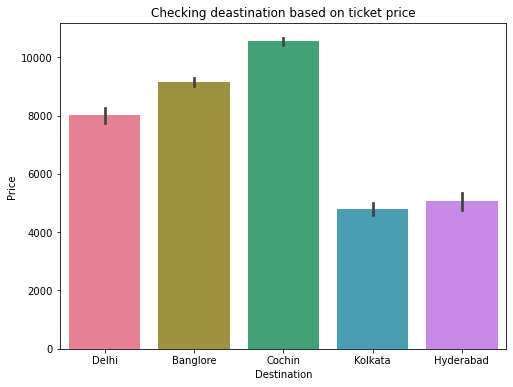 Checking deastination based on ticket price
Price
10000
8000
6000
4000
2000
0
Delhi
Banglore
Cochin
Kolkata
Hyderabad
Destination